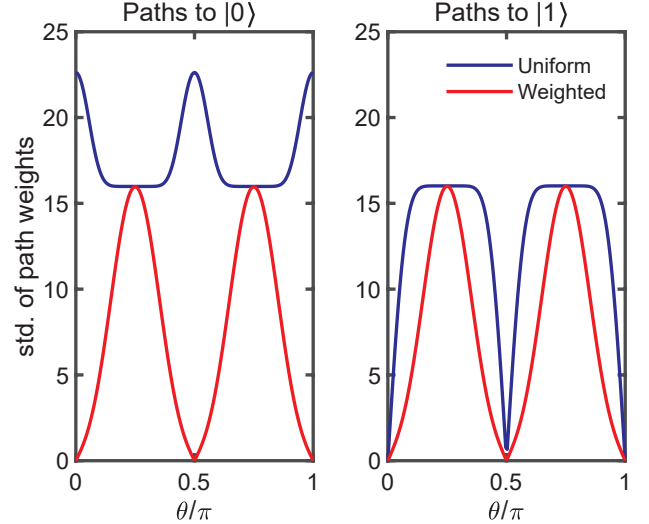 Paths to |0⟩
Paths to |1⟩
std. of path weights
25
20
15
10
5
0
0
0.5
1
θ/π
25
20
15
10
5
0
0
0.5
1
θ/π
Uniform
Weighted